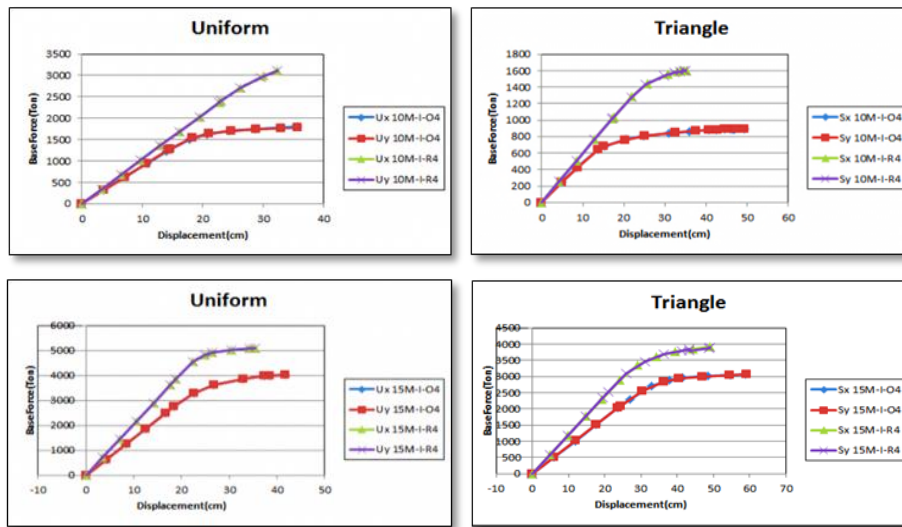 Uniform
3500
3000
2500
2000
1500
1000
500
0
BaseForce(Ton)
0 10 20 30 40
Displacement(cm)
Ux 10M-I-O4
Uy 10M-I-O4
Ux 10M-I-R4
Uy 10M-I-R4
Triangle
1800
1600
1400
1200
1000
800
600
400
200
0
BaseForce(Ton)
0 10 20 30 40 50 60
Displacement(cm)
Sx 10M-I-O4
Sy 10M-I-O4
Sx 10M-I-R4
Sy 10M-I-R4
Uniform
6000
5000
4000
3000
2000
1000
0
BaseForce(Ton)
-10 0 10 20 30 40 50
Displacement(cm)
Ux 15M-I-O4
Uy 15M-I-O4
Ux 15M-I-R4
Uy 15M-I-R4
Triangle
4500
4000
3500
3000
2500
2000
1500
1000
500
0
BaseForce(Ton)
-10 0 10 20 30 40 50 60 70
Displacement(cm)
Sx 15M-I-O4
Sy 15M-I-O4
Sx 15M-I-R4
Sy 15M-I-R4